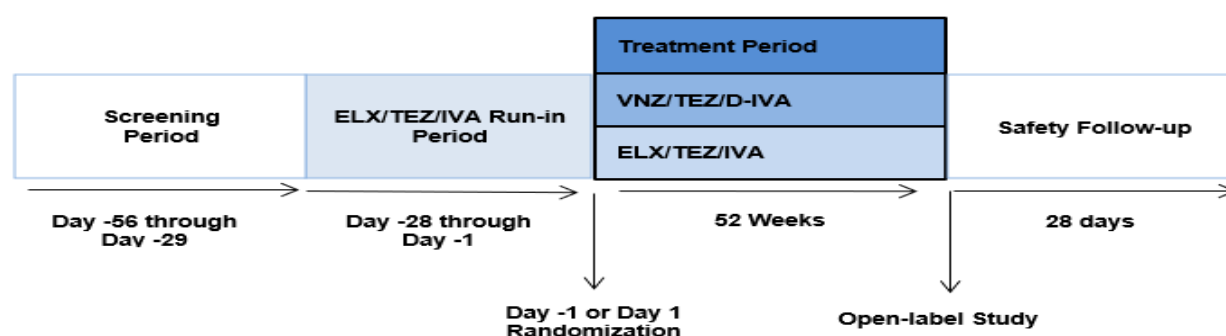 Treatment Period
Screening
Period
ELX/TEZ/IVA Run-in
Period
VNZ/TEZ/D-IVA
ELX/TEZ/IVA
Safety Follow-up
Day -56 through
Day -29
Day -28 through
Day -1
52 Weeks
28 days
Day -1 or Day 1
Randomization
Open-label Study